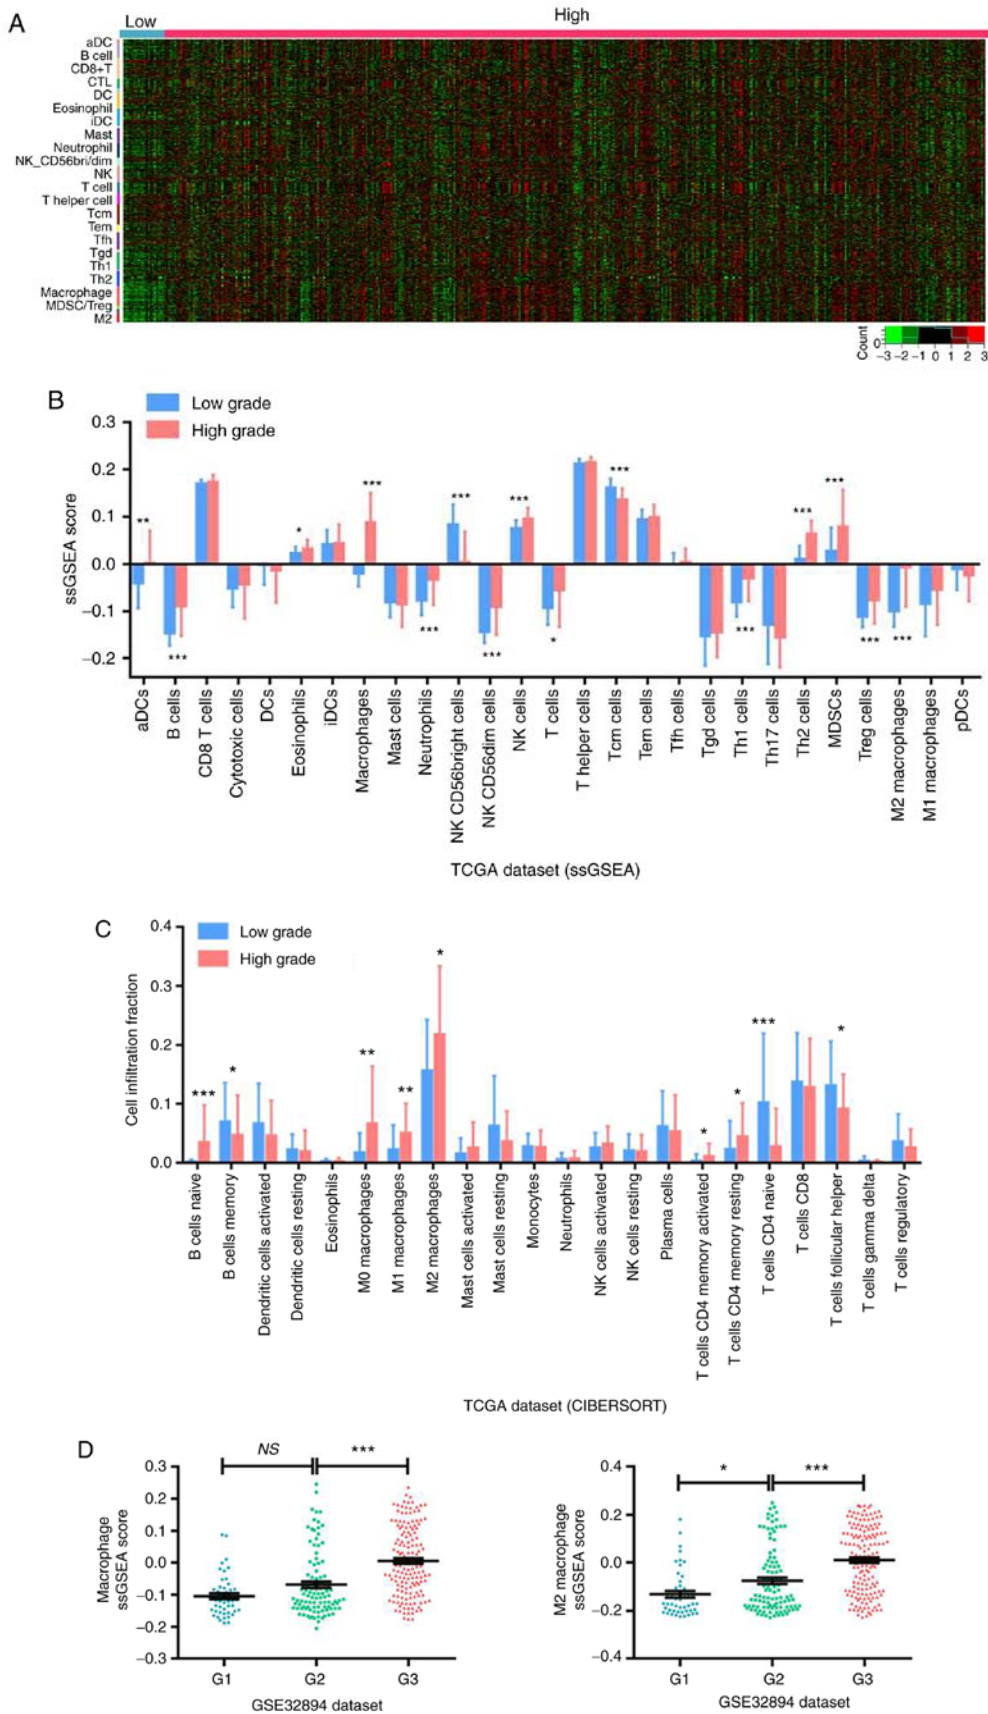 A
Low
High
aDC
B cell
CD8+T
CTL
DC
Eosinophil
iDC
Mast
Neutrophil
NK_CD56bri/dim
NK
T cell
T helper cell
Tcm
Tem
Tfh
Tgd
Th1
Th2
Macrophage
MDSC/Treg
M2
Count
0
−3 −2 −1 0 1 2 3
B
Low grade
High grade
ssGSEA score
0.3
0.2
0.1
0.0
−0.1
−0.2
**
***
*
***
***
***
***
***
*
***
***
***
***
***
***
aDCs
B cells
CD8 T cells
Cytotoxic cells
DCs
Eosinophils
iDCs
Macrophages
Mast cells
Neutrophils
NK CD56bright cells
NK CD56dim cells
NK cells
T cells
T helper cells
Tcm cells
Tem cells
Tfh cells
Tgd cells
Th1 cells
Th17 cells
Th2 cells
MDSCs
Treg cells
M2 macrophages
M1 macrophages
pDCs
TCGA dataset (ssGSEA)
C
Low grade
High grade
Cell infiltration fraction
0.4
0.3
0.2
0.1
0.0
***
*
**
**
*
*
*
***
*
B cells naive
B cells memory
Dendritic cells activated
Dendritic cells resting
Eosinophils
M0 macrophages
M1 macrophages
M2 macrophages
Mast cells activated
Mast cells resting
Monocytes
Neutrophils
NK cells activated
NK cells resting
Plasma cells
T cells CD4 memory activated
T cells CD4 memory resting
T cells CD4 naive
T cells CD8
T cells follicular helper
T cells gamma delta
T cells regulatory
TCGA dataset (CIBERSORT)
D
NS
***
Macrophage
ssGSEA score
0.3
0.2
0.1
0.0
−0.1
−0.2
−0.3
G1
G2
G3
GSE32894 dataset
*
***
M2 macrophage
ssGSEA score
0.4
0.2
0.0
−0.2
−0.4
G1
G2
G3
GSE32894 dataset